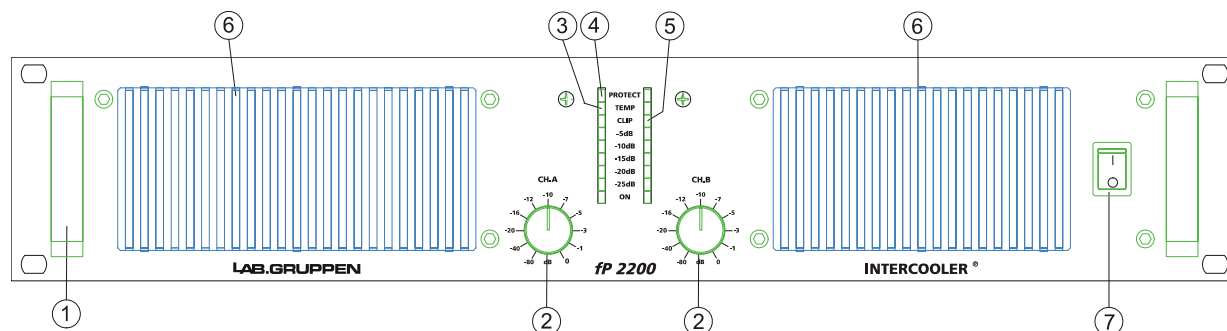 6 3 4 5 6
PROTECT
TEMP
CLIP
-5dB
-10dB
-15dB
-20dB
-25dB
ON
CH.A
-10
-12 -7
-16 -5
-20 -3
-40 -1
-80 dB 0
CH.B
-10
-12 -7
-16 -5
-20 -3
-40 -1
-80 dB 0
I
O
LAB.GRUPPEN fP 2200 INTERCOOLER ®
1 2 2 7